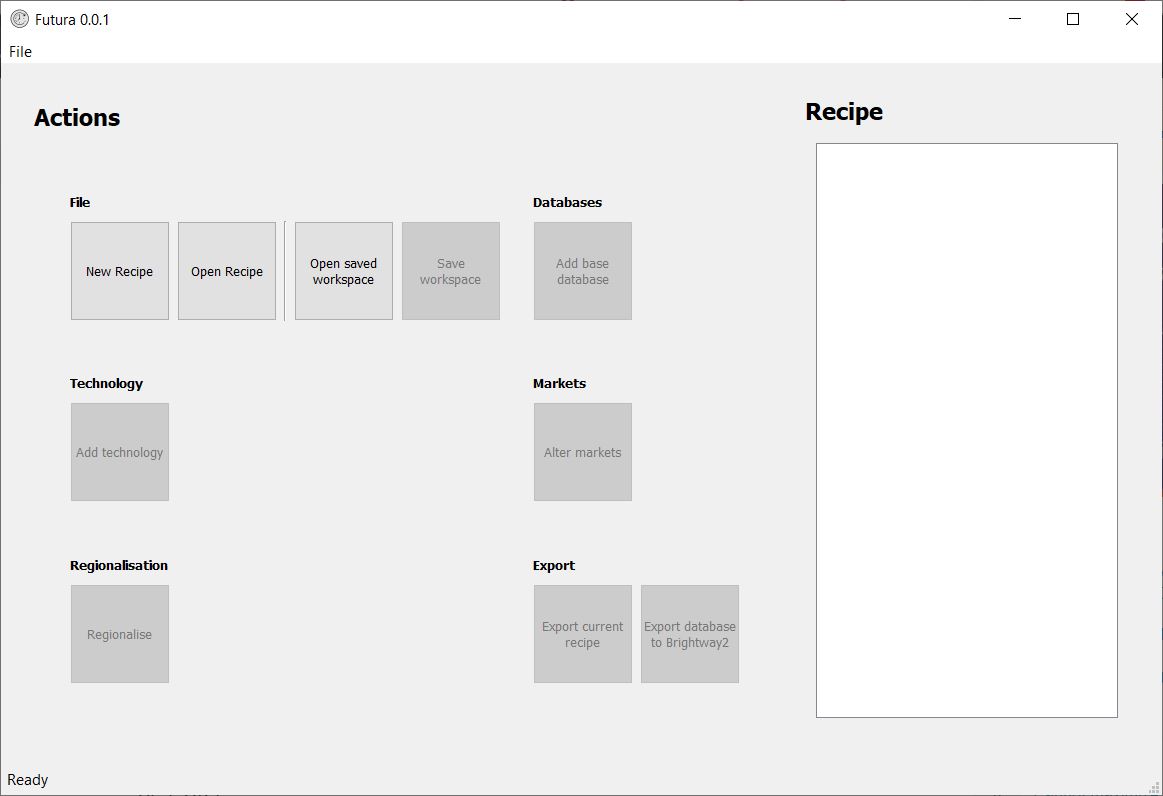 Futura 0.0.1
File
Actions
Recipe
File
Databases
New Recipe
Open Recipe
Open saved
workspace
Save
workspace
Add base
database
Technology
Markets
Add technology
Alter markets
Regionalisation
Export
Regionalise
Export current
recipe
Export database
to Brightway2
Ready